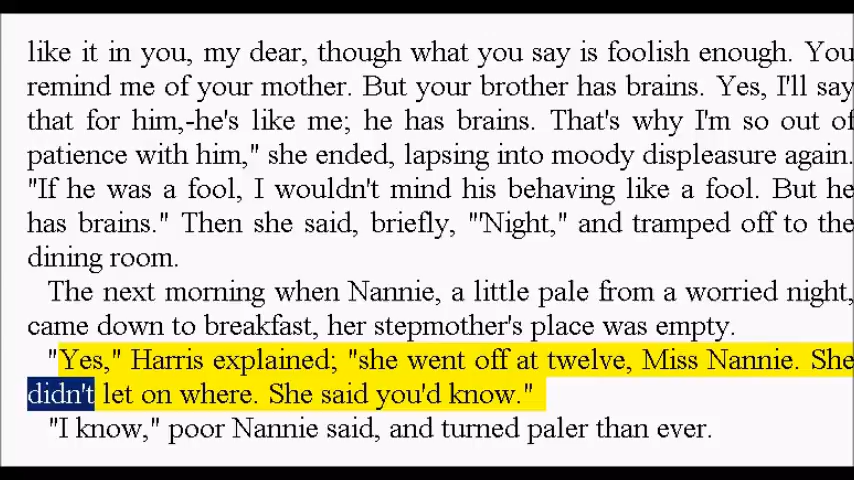 like it in you, my dear, though what you say is foolish enough. You
remind me of your mother. But your brother has brains. Yes, I'll say
that for him,-he's like me; he has brains. That's why I'm so out of
patience with him," she ended, lapsing into moody displeasure again.
"If he was a fool, I wouldn't mind his behaving like a fool. But he
has brains." Then she said, briefly, "'Night," and tramped off to the
dining room.
The next morning when Nannie, a little pale from a worried night,
came down to breakfast, her stepmother's place was empty.
"Yes," Harris explained; "she went off at twelve, Miss Nannie. She
didn't let on where. She said you'd know."
"I know," poor Nannie said, and turned paler than ever.